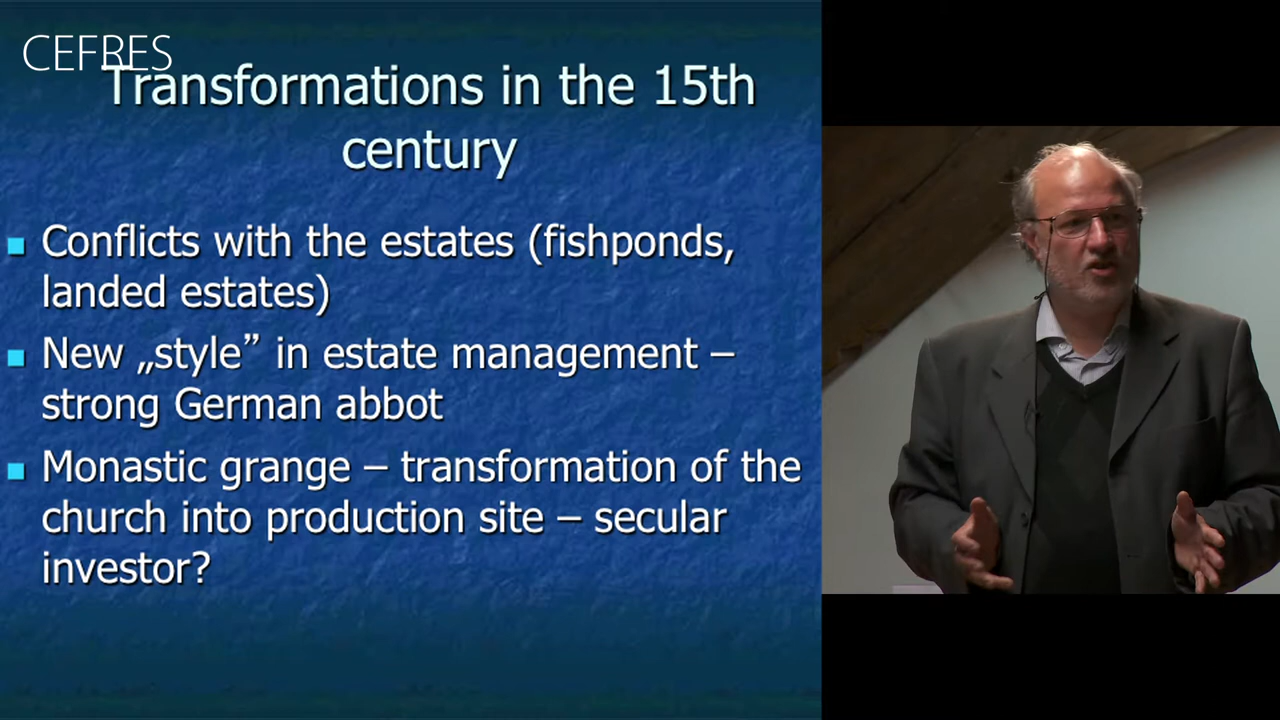 CEFRES
Transformations in the 15th
century
Conflicts with the estates (fishponds,
landed estates)
New „style” in estate management –
strong German abbot
Monastic grange – transformation of the
church into production site – secular
investor?